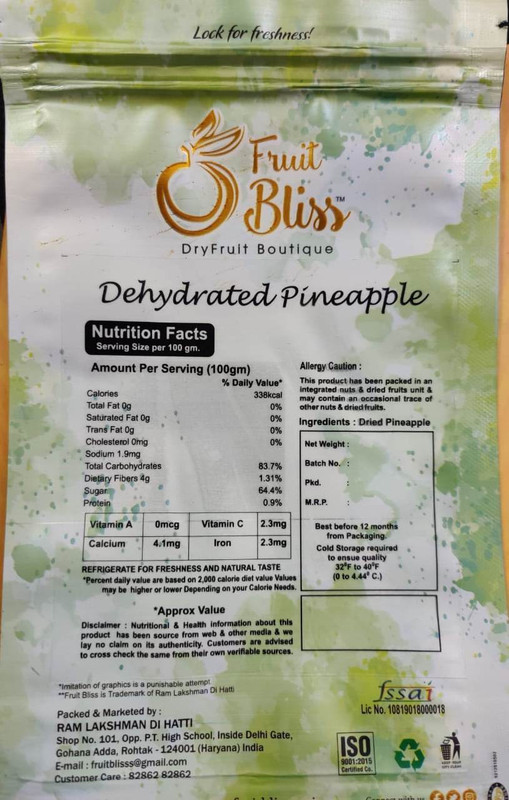 Lock for freshness!
Fruit
Bliss™
DryFruit Boutique
Dehydrated Pineapple
Nutrition Facts
Serving Size per 100 gm.
Amount Per Serving (100gm)
% Daily Value*
Calories 338kcal
Total Fat 0g 0%
Saturated Fat 0g 0%
Trans Fat 0g 0%
Cholesterol 0mg 0%
Sodium 1.9mg
Total Carbohydrates 83.7%
Dietary Fibers 4g 1.31%
Sugar 64.4%
Protein 0.9%
Vitamin A 0mcg Vitamin C 2.3mg
Calcium 4.1mg Iron 2.3mg
REFRIGERATE FOR FRESHNESS AND NATURAL TASTE
*Percent daily value are based on 2,000 calorie diet value Values
may be higher or lower Depending on your Calorie Needs.
*Approx Value
Disclaimer : Nutritional & Health information about this
product has been source from web & other media & we
lay no claim on its authenticity. Customers are advised
to cross check the same from their own verifiable sources.
Allergy Caution :
This product has been packed in an
integrated nuts & dried fruits unit &
may contain an occasional trace of
other nuts & dried fruits.
Ingredients : Dried Pineapple
Net Weight :
Batch No. :
Pkd. :
M.R.P. :
Best before 12 months
from Packaging.
Cold Storage required
to ensue quality
32°F to 40°F
(0 to 4.44° C.)
*Imitation of graphics is a punishable attempt.
**Fruit Bliss is Trademark of Ram Lakshman Di Hatti
Packed & Marketed by :
RAM LAKSHMAN DI HATTI
Shop No. 101, Opp. P.T. High School, Inside Delhi Gate,
Gohana Adda, Rohtak - 124001 (Haryana) India
E-mail : fruitblisss@gmail.com
Customer Care : 82862 82862
fssai
Lic No. 10819018000018
ISO
9001:2015
Certified Co.